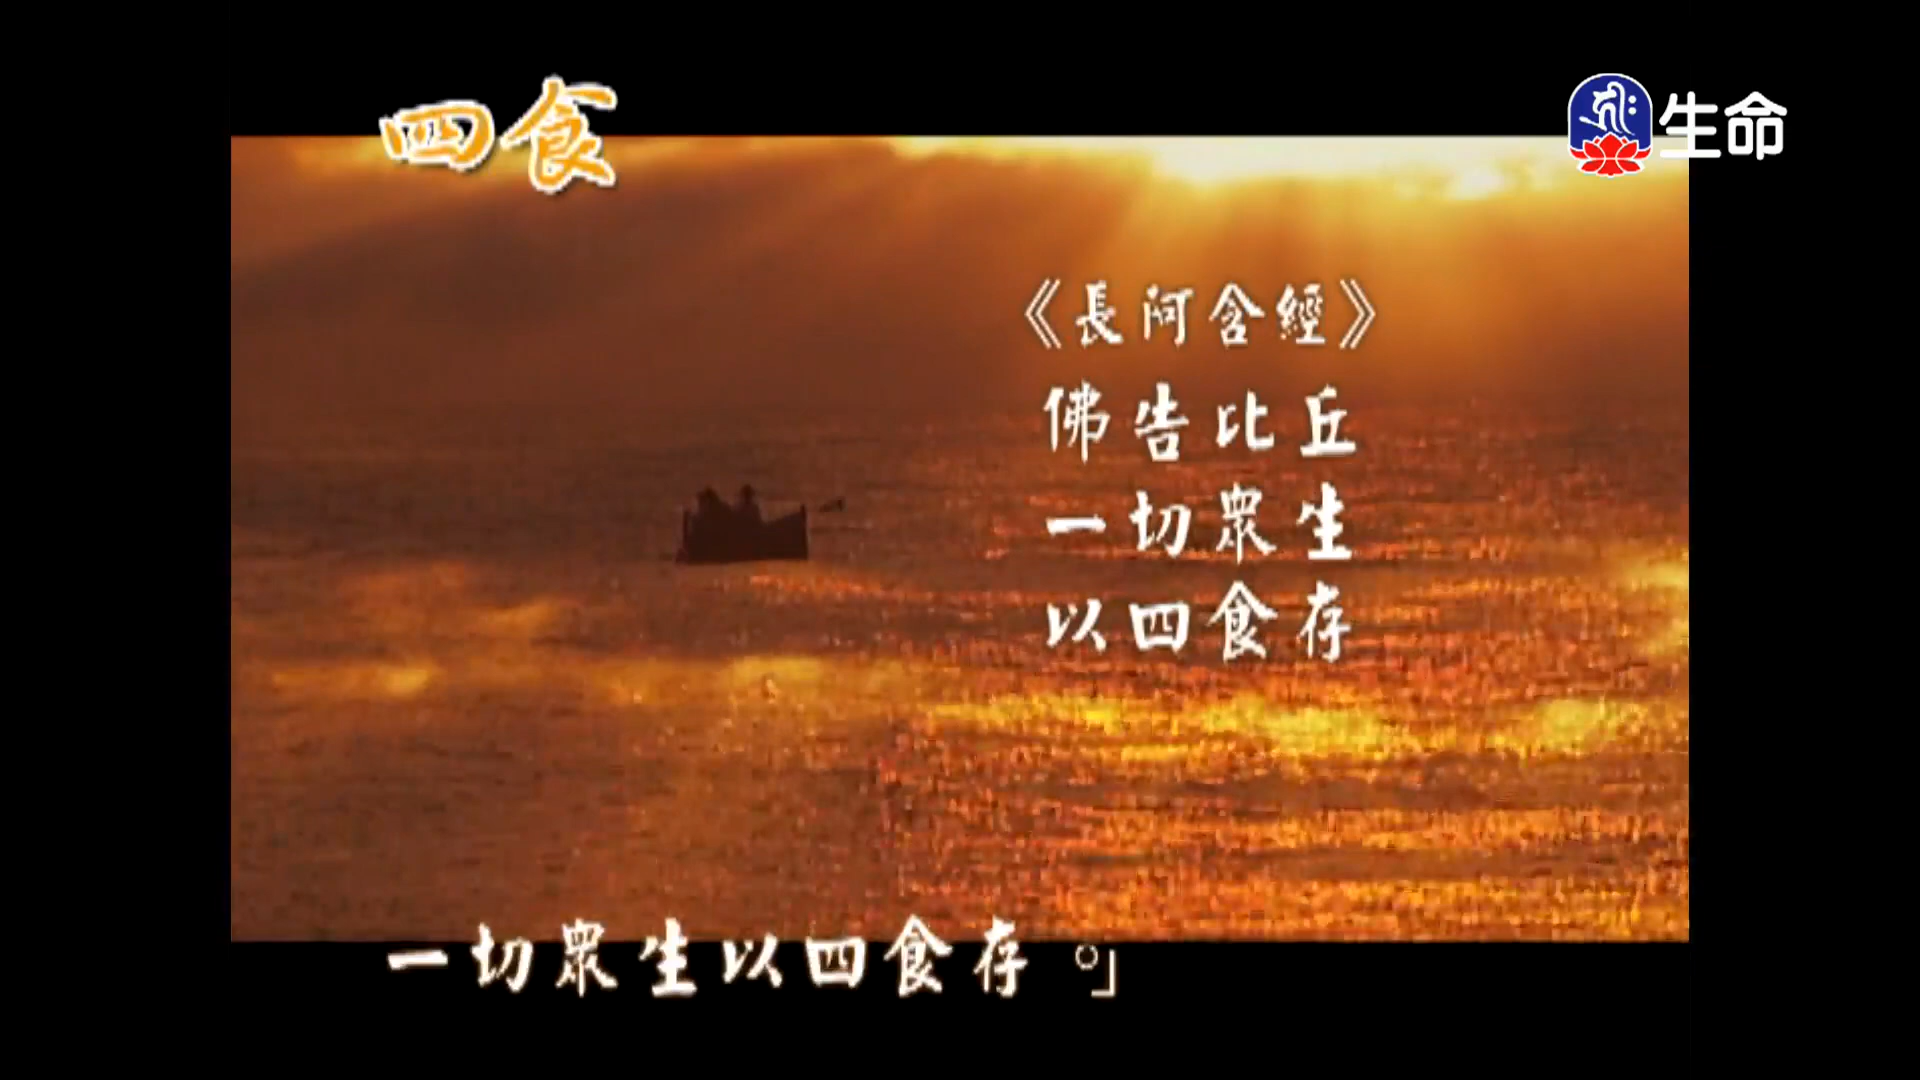 四食
生命
《長阿含經》
佛告比丘
一切眾生
以四食存
一切眾生以四食存。」